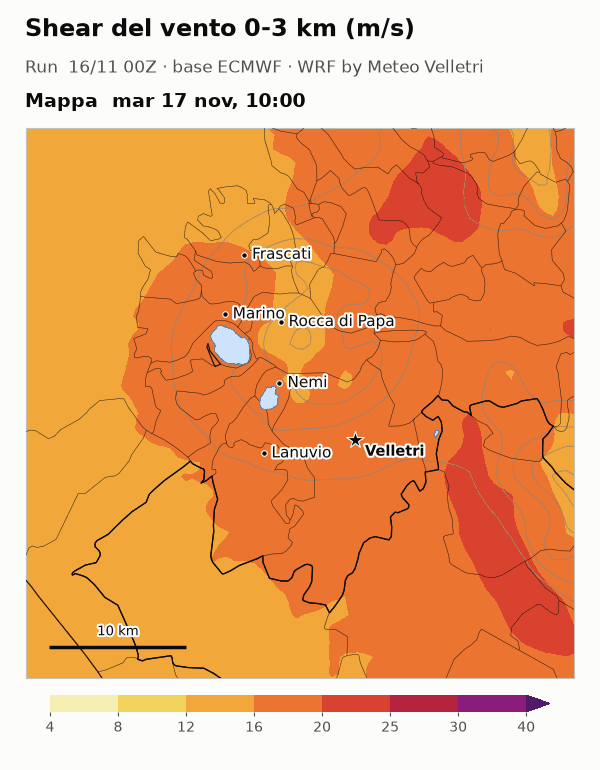 Shear del vento 0-3 km (m/s)
Run  16/11 00Z · base ECMWF · WRF by Meteo Velletri
Mappa  mar 17 nov, 10:00
Frascati
Marino
Rocca di Papa
Nemi
Velletri
Lanuvio
10 km
4 8 12 16 20 25 30 40